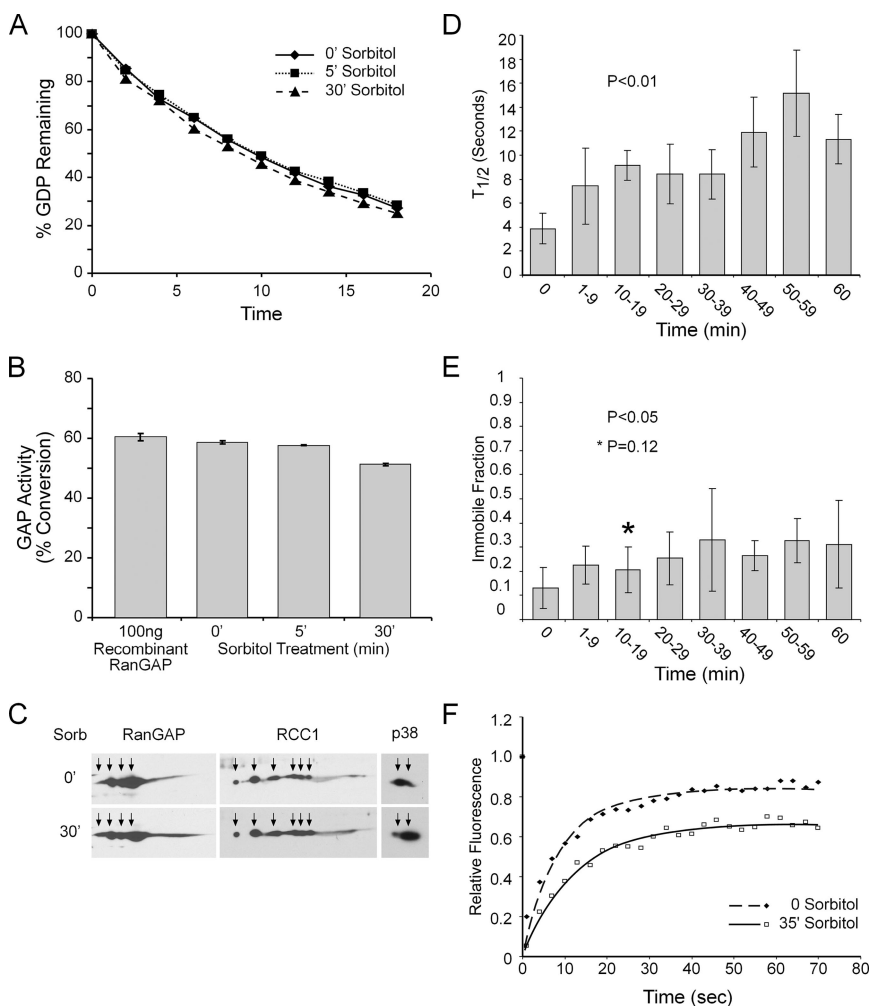 A
100
80
60
40
20
0
% GDP Remaining
0' Sorbitol
5' Sorbitol
30' Sorbitol
0
5
10
15
20
Time
B
80
60
40
20
0
GAP Activity
(% Conversion)
100ng
Recombinant
RanGAP
0'
5'
30'
Sorbitol Treatment (min)
C
Sorb
RanGAP
RCC1
p38
0'
30'
D
20
18
16
14
12
10
8
6
4
2
0
T1/2 (Seconds)
P<0.01
0
1-9
10-19
20-29
30-39
40-49
50-59
60
Time (min)
E
1
0.9
0.8
0.7
0.6
0.5
0.4
0.3
0.2
0.1
0
Immobile Fraction
P<0.05
* P=0.12
*
0
1-9
10-19
20-29
30-39
40-49
50-59
60
Time (min)
F
1.2
1.0
0.8
0.6
0.4
0.2
0
Relative Fluorescence
0 Sorbitol
35' Sorbitol
0
10
20
30
40
50
60
70
80
Time (sec)